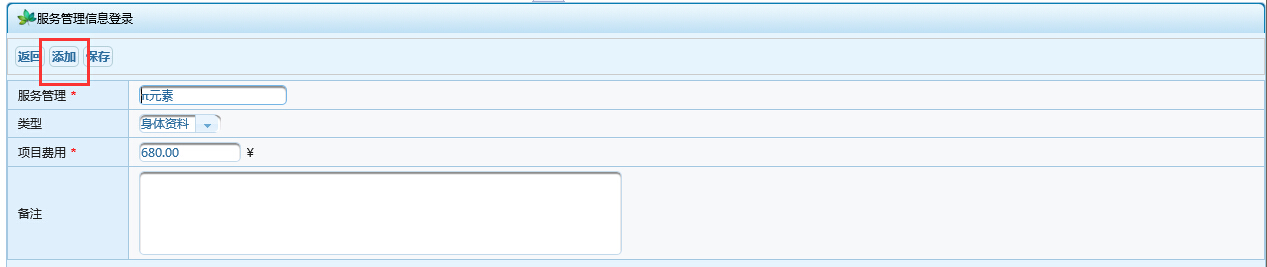 服务管理信息登录
返回 添加 保存
服务管理 * π元素
类型 身体资料
项目费用 * 680.00 ¥
备注